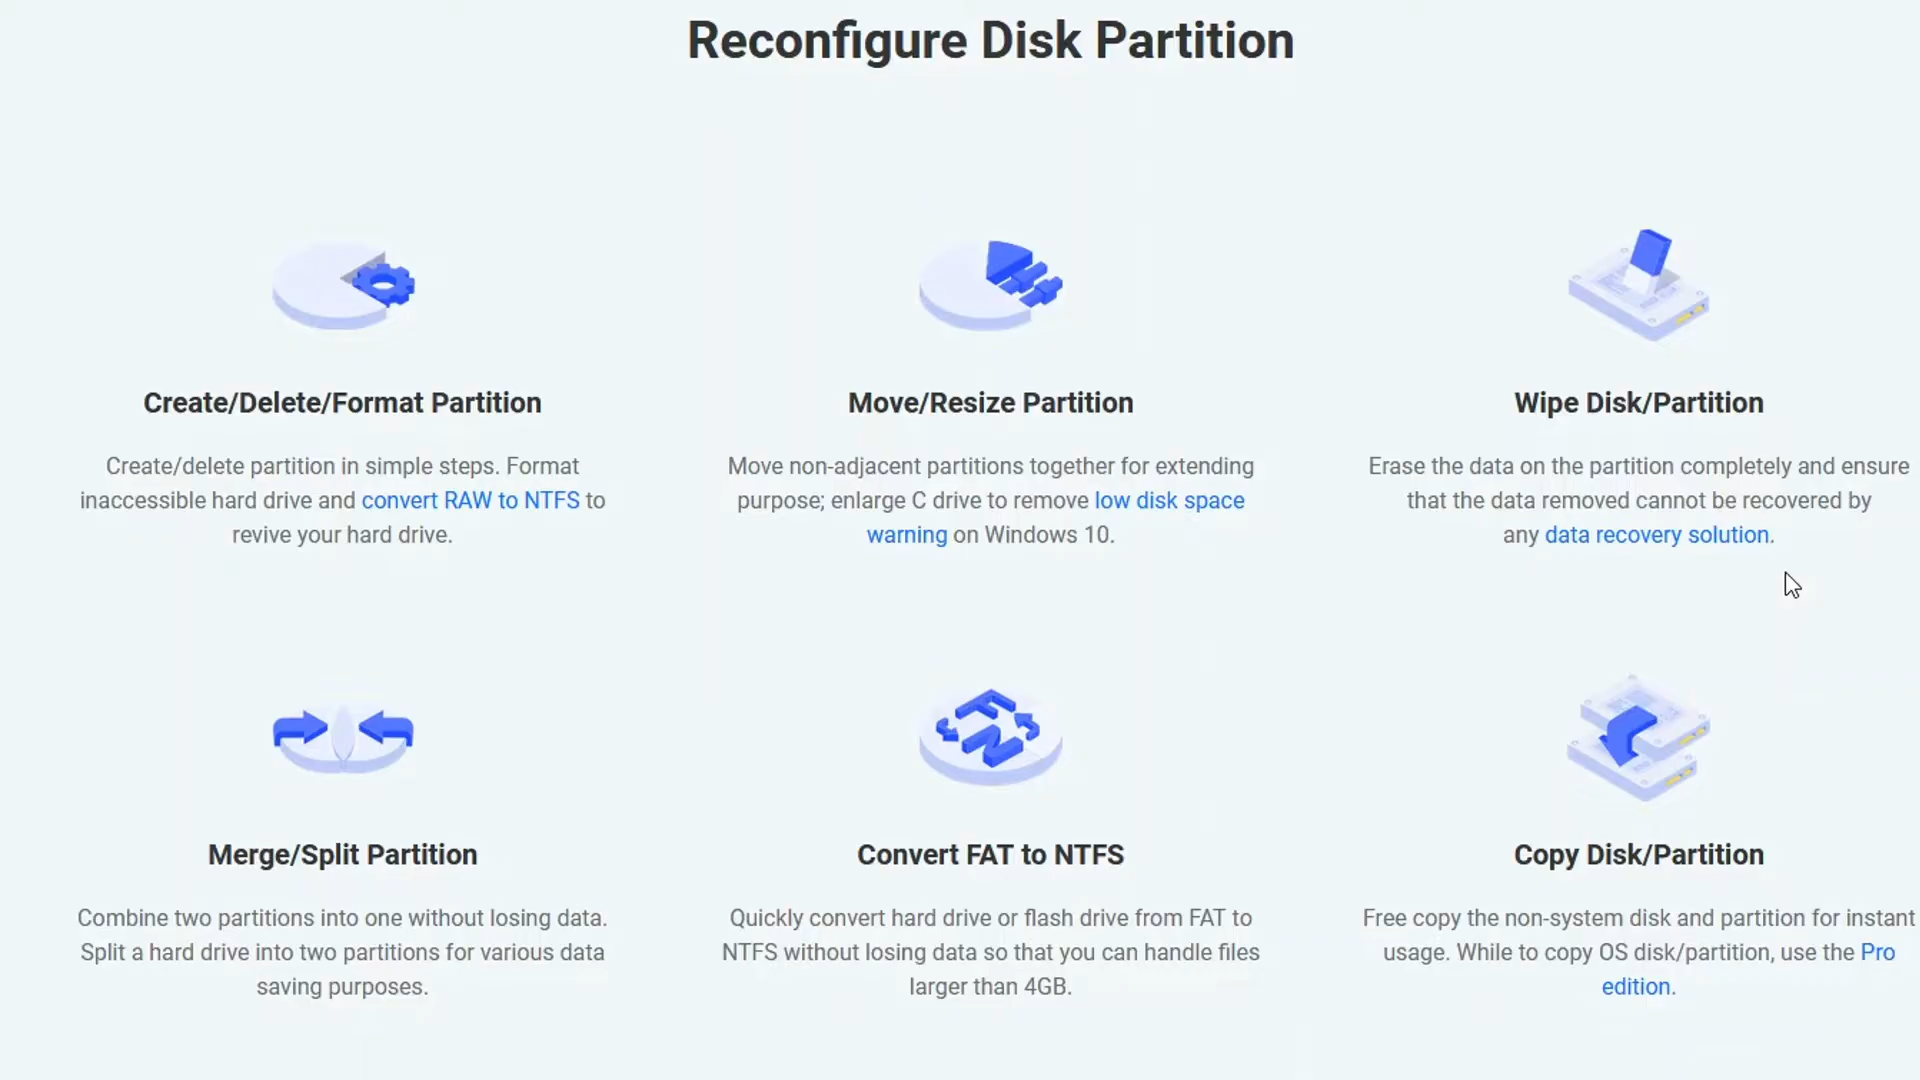 Reconfigure Disk Partition
Create/Delete/Format Partition
Create/delete partition in simple steps. Format
inaccessible hard drive and convert RAW to NTFS to
revive your hard drive.
Move/Resize Partition
Move non-adjacent partitions together for extending
purpose; enlarge C drive to remove low disk space
warning on Windows 10.
Wipe Disk/Partition
Erase the data on the partition completely and ensure
that the data removed cannot be recovered by
any data recovery solution.
Merge/Split Partition
Combine two partitions into one without losing data.
Split a hard drive into two partitions for various data
saving purposes.
F
N
Convert FAT to NTFS
Quickly convert hard drive or flash drive from FAT to
NTFS without losing data so that you can handle files
larger than 4GB.
Copy Disk/Partition
Free copy the non-system disk and partition for instant
usage. While to copy OS disk/partition, use the Pro
edition.